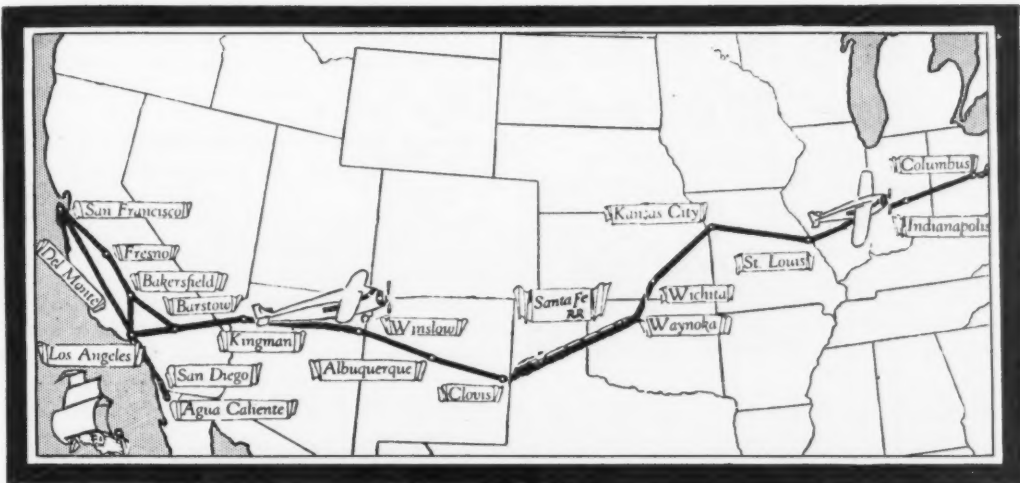 Columbus
San Francisco
Kansas City
Indianapolis
Fresno
Del Monte
St. Louis
Bakersfield
Wichita
Santa Fe
RR
Barstow
Winslow
Waynoka
Kingman
Los Angeles
Albuquerque
San Diego
Clovis
Agua Caliente